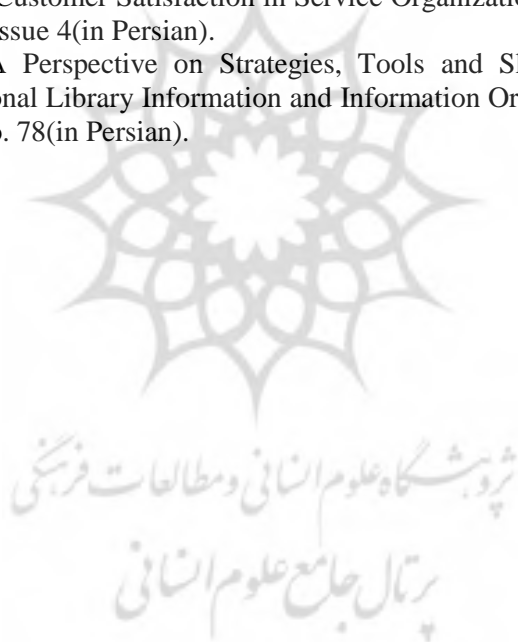 Customer Satisfaction in Service Organizatio
ssue 4(in Persian).
A Perspective on Strategies, Tools and S
onal Library Information and Information Or
o. 78(in Persian).
پژوهشگاه علوم انسانی و مطالعات فرهنگی
پرتال جامع علوم انسانی